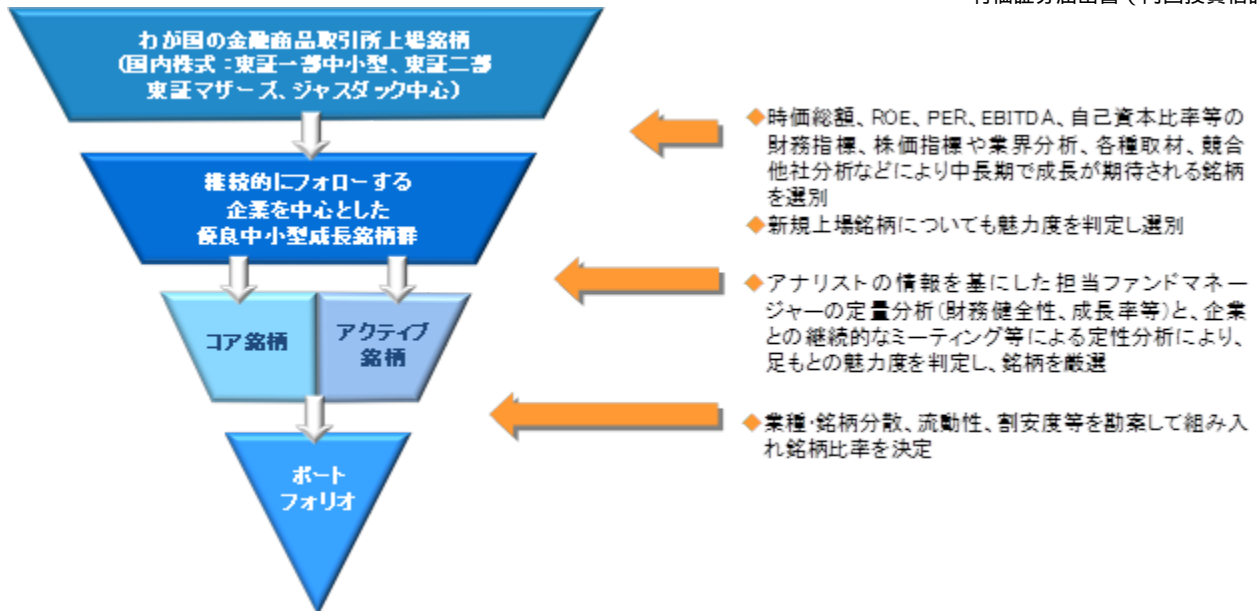 わが国の金融商品取引所上場銘柄
(国内株式:東証一部中小型、東証二部
東証マザーズ、ジャスダック中心)
継続的にフォローする
企業を中心とした
優良中小型成長銘柄群
コア銘柄
アクティブ
銘柄
ポート
フォリオ
◆時価総額、ROE、PER、EBITDA、自己資本比率等の
財務指標、株価指標や業界分析、各種取材、競合
他社分析などにより中長期で成長が期待される銘柄
を選別
◆新規上場銘柄についても魅力度を判定し選別
◆アナリストの情報を基にした担当ファンドマネー
ジャーの定量分析(財務健全性、成長率等)と、企業
との継続的なミーティング等による定性分析により、
足もとの魅力度を判定し、銘柄を厳選
◆業種・銘柄分散、流動性、割安度等を勘案して組み入
れ銘柄比率を決定